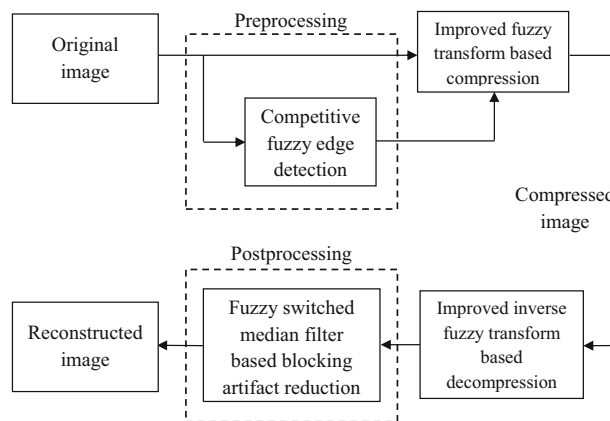 Preprocessing
Original
image
Improved fuzzy
transform based
compression
Competitive
fuzzy edge
detection
Compressed
image
Postprocessing
Reconstructed
image
Fuzzy switched
median filter
based blocking
artifact reduction
Improved inverse
fuzzy transform
based
decompression